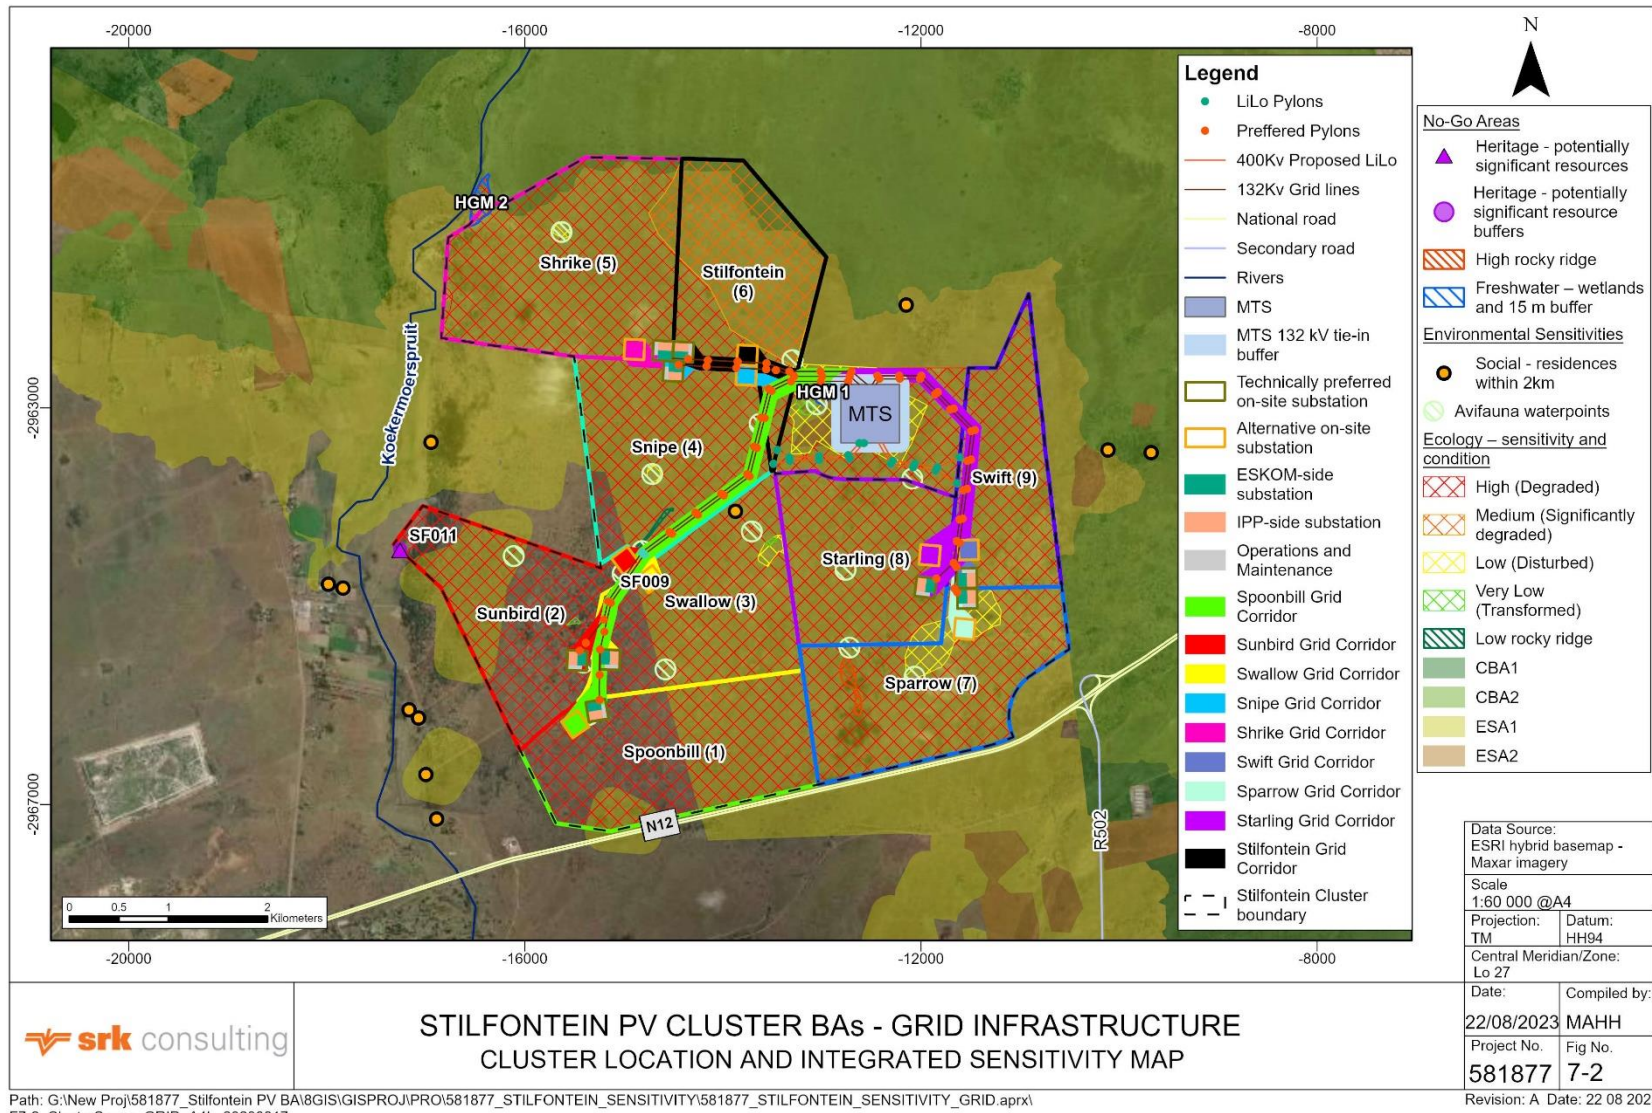 -20000
-16000
-12000
-8000
N
-2963000
-2967000
HGM 2
Shrike (5)
Stilfontein
(6)
Koekermoerspruit
HGM 1
MTS
Snipe (4)
Swift (9)
SF011
Starling (8)
SF009
Swallow (3)
Sunbird (2)
Sparrow (7)
Spoonbill (1)
N12
R502
0 0.5 1 2
Kilometers
-20000
-16000
-12000
-8000
Legend
LiLo Pylons
Preffered Pylons
400Kv Proposed LiLo
132Kv Grid lines
National road
Secondary road
Rivers
MTS
MTS 132 kV tie-in
buffer
Technically preferred
on-site substation
Alternative on-site
substation
ESKOM-side
substation
IPP-side substation
Operations and
Maintenance
Spoonbill Grid
Corridor
Sunbird Grid Corridor
Swallow Grid Corridor
Snipe Grid Corridor
Shrike Grid Corridor
Swift Grid Corridor
Sparrow Grid Corridor
Starling Grid Corridor
Stilfontein Grid
Corridor
Stilfontein Cluster
boundary
No-Go Areas
Heritage - potentially
significant resources
Heritage - potentially
significant resource
buffers
High rocky ridge
Freshwater – wetlands
and 15 m buffer
Environmental Sensitivities
Social - residences
within 2km
Avifauna waterpoints
Ecology – sensitivity and
condition
High (Degraded)
Medium (Significantly
degraded)
Low (Disturbed)
Very Low
(Transformed)
Low rocky ridge
CBA1
CBA2
ESA1
ESA2
Data Source:
ESRI hybrid basemap -
Maxar imagery
Scale
1:60 000 @A4
Projection: Datum:
TM HH94
Central Meridian/Zone:
Lo 27
Date: Compiled by:
22/08/2023 MAHH
Project No. Fig No.
581877 7-2
Revision: A Date: 22 08 202
srk consulting
STILFONTEIN PV CLUSTER BAs - GRID INFRASTRUCTURE
CLUSTER LOCATION AND INTEGRATED SENSITIVITY MAP
Path: G:\New Proj\581877_Stilfontein PV BA\8GIS\GISPROJ\PRO\581877_STILFONTEIN_SENSITIVITY\581877_STILFONTEIN_SENSITIVITY_GRID.aprx\